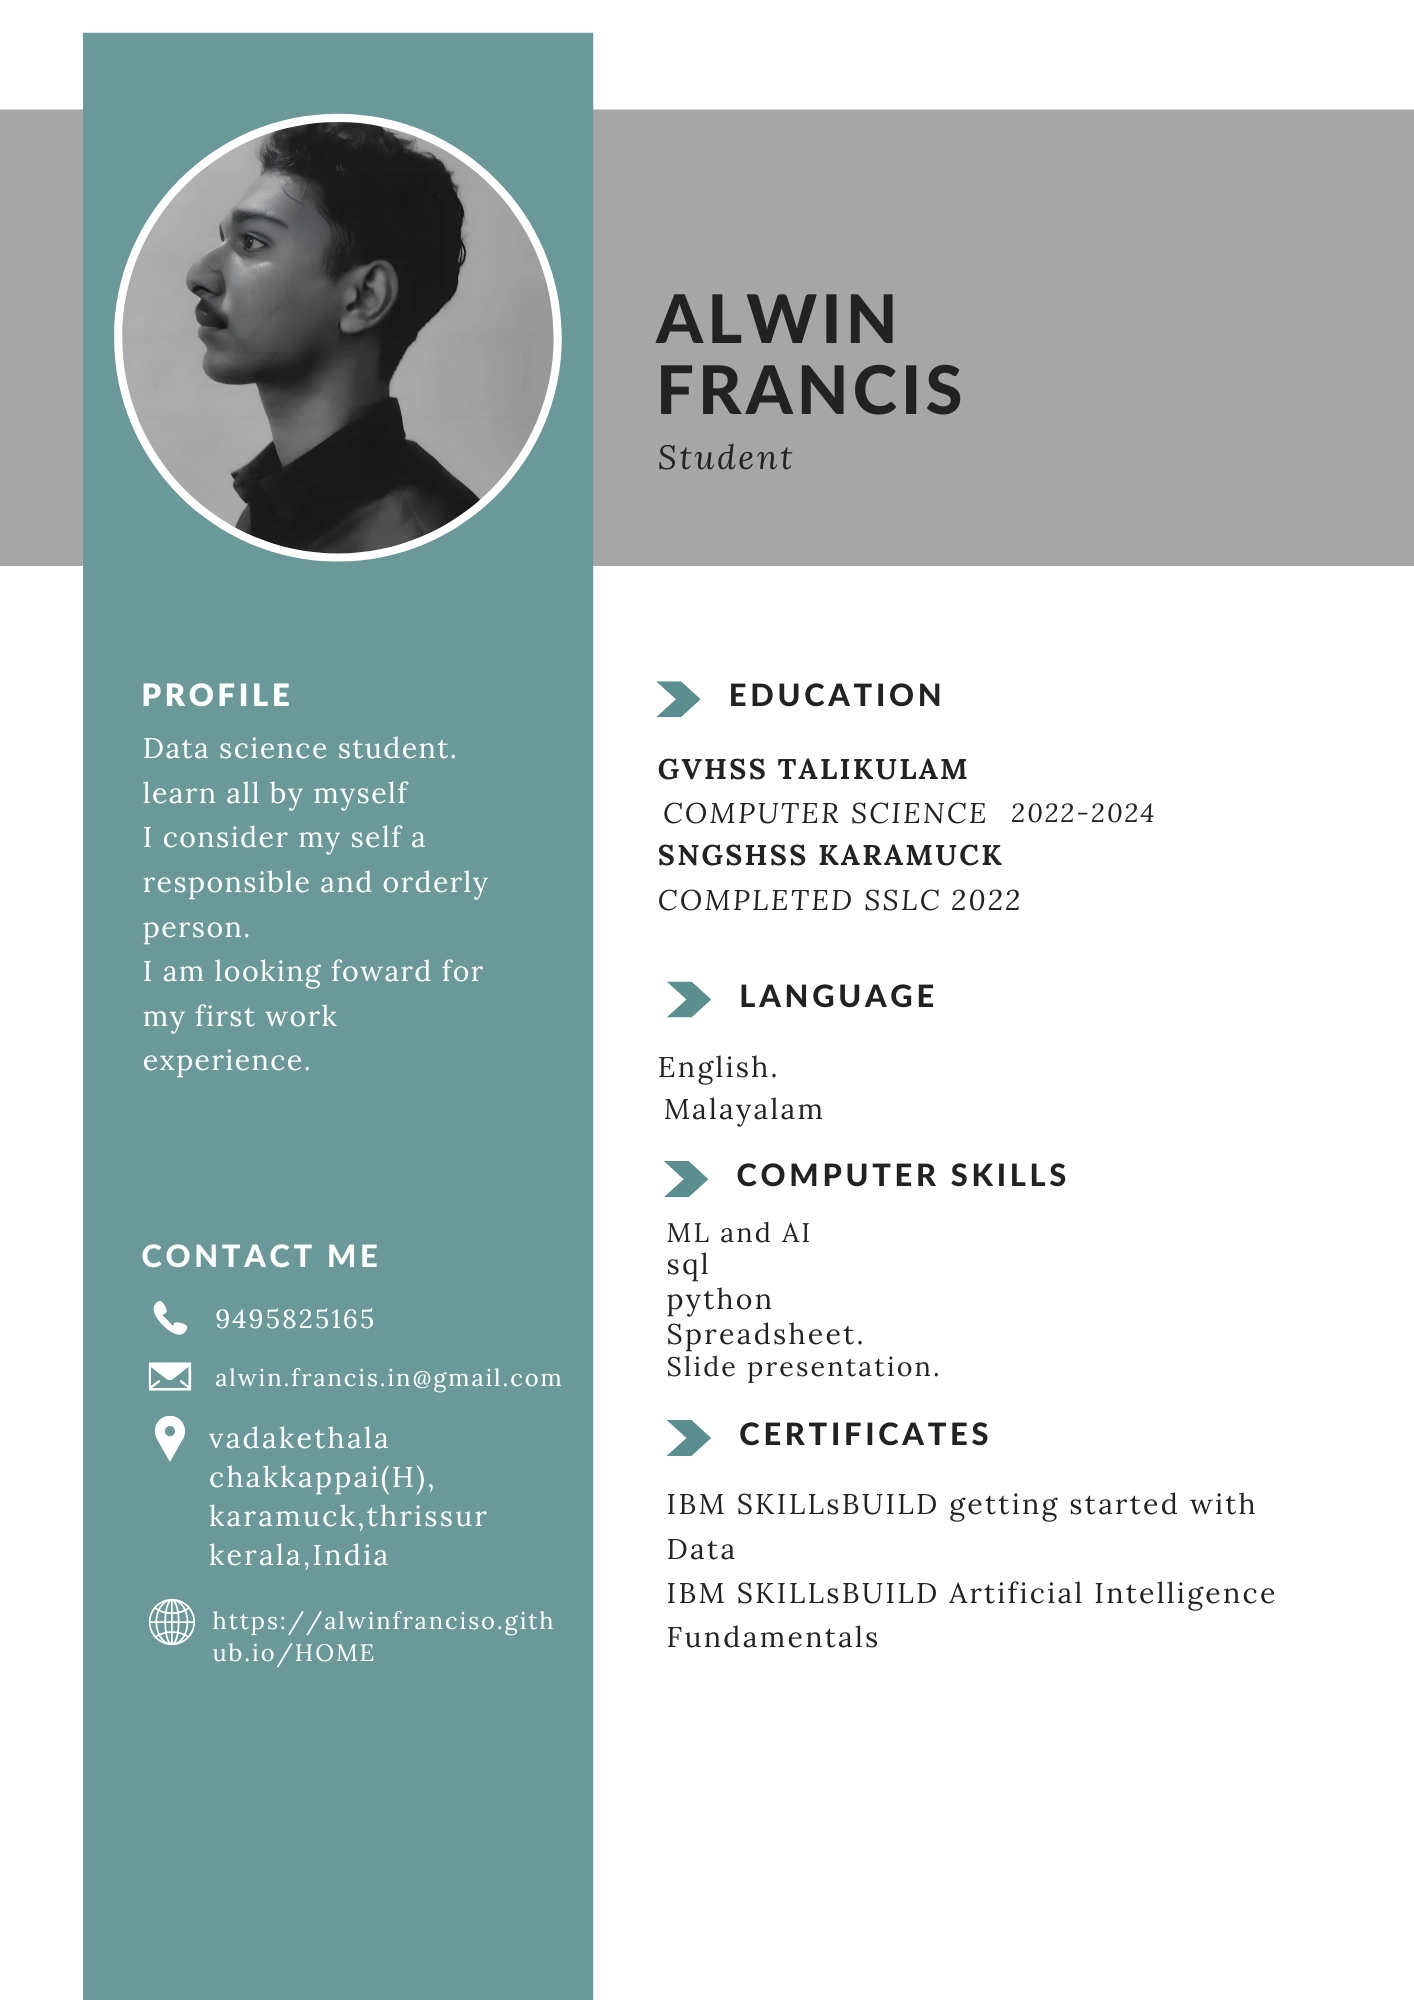 ALWIN
FRANCIS
Student
PROFILE
Data science student.
learn all by myself
I consider my self a
responsible and orderly
person.
I am looking foward for
my first work
experience.
CONTACT ME
9495825165
alwin.francis.in@gmail.com
vadakethala
chakkappai(H),
karamuck,thrissur
kerala,India
https://alwinfranciso.gith
ub.io/HOME
EDUCATION
GVHSS TALIKULAM
COMPUTER SCIENCE 2022-2024
SNGSHSS KARAMUCK
COMPLETED SSLC 2022
LANGUAGE
English.
Malayalam
COMPUTER SKILLS
ML and AI
sql
python
Spreadsheet.
Slide presentation.
CERTIFICATES
IBM SKILLsBUILD getting started with
Data
IBM SKILLsBUILD Artificial Intelligence
Fundamentals